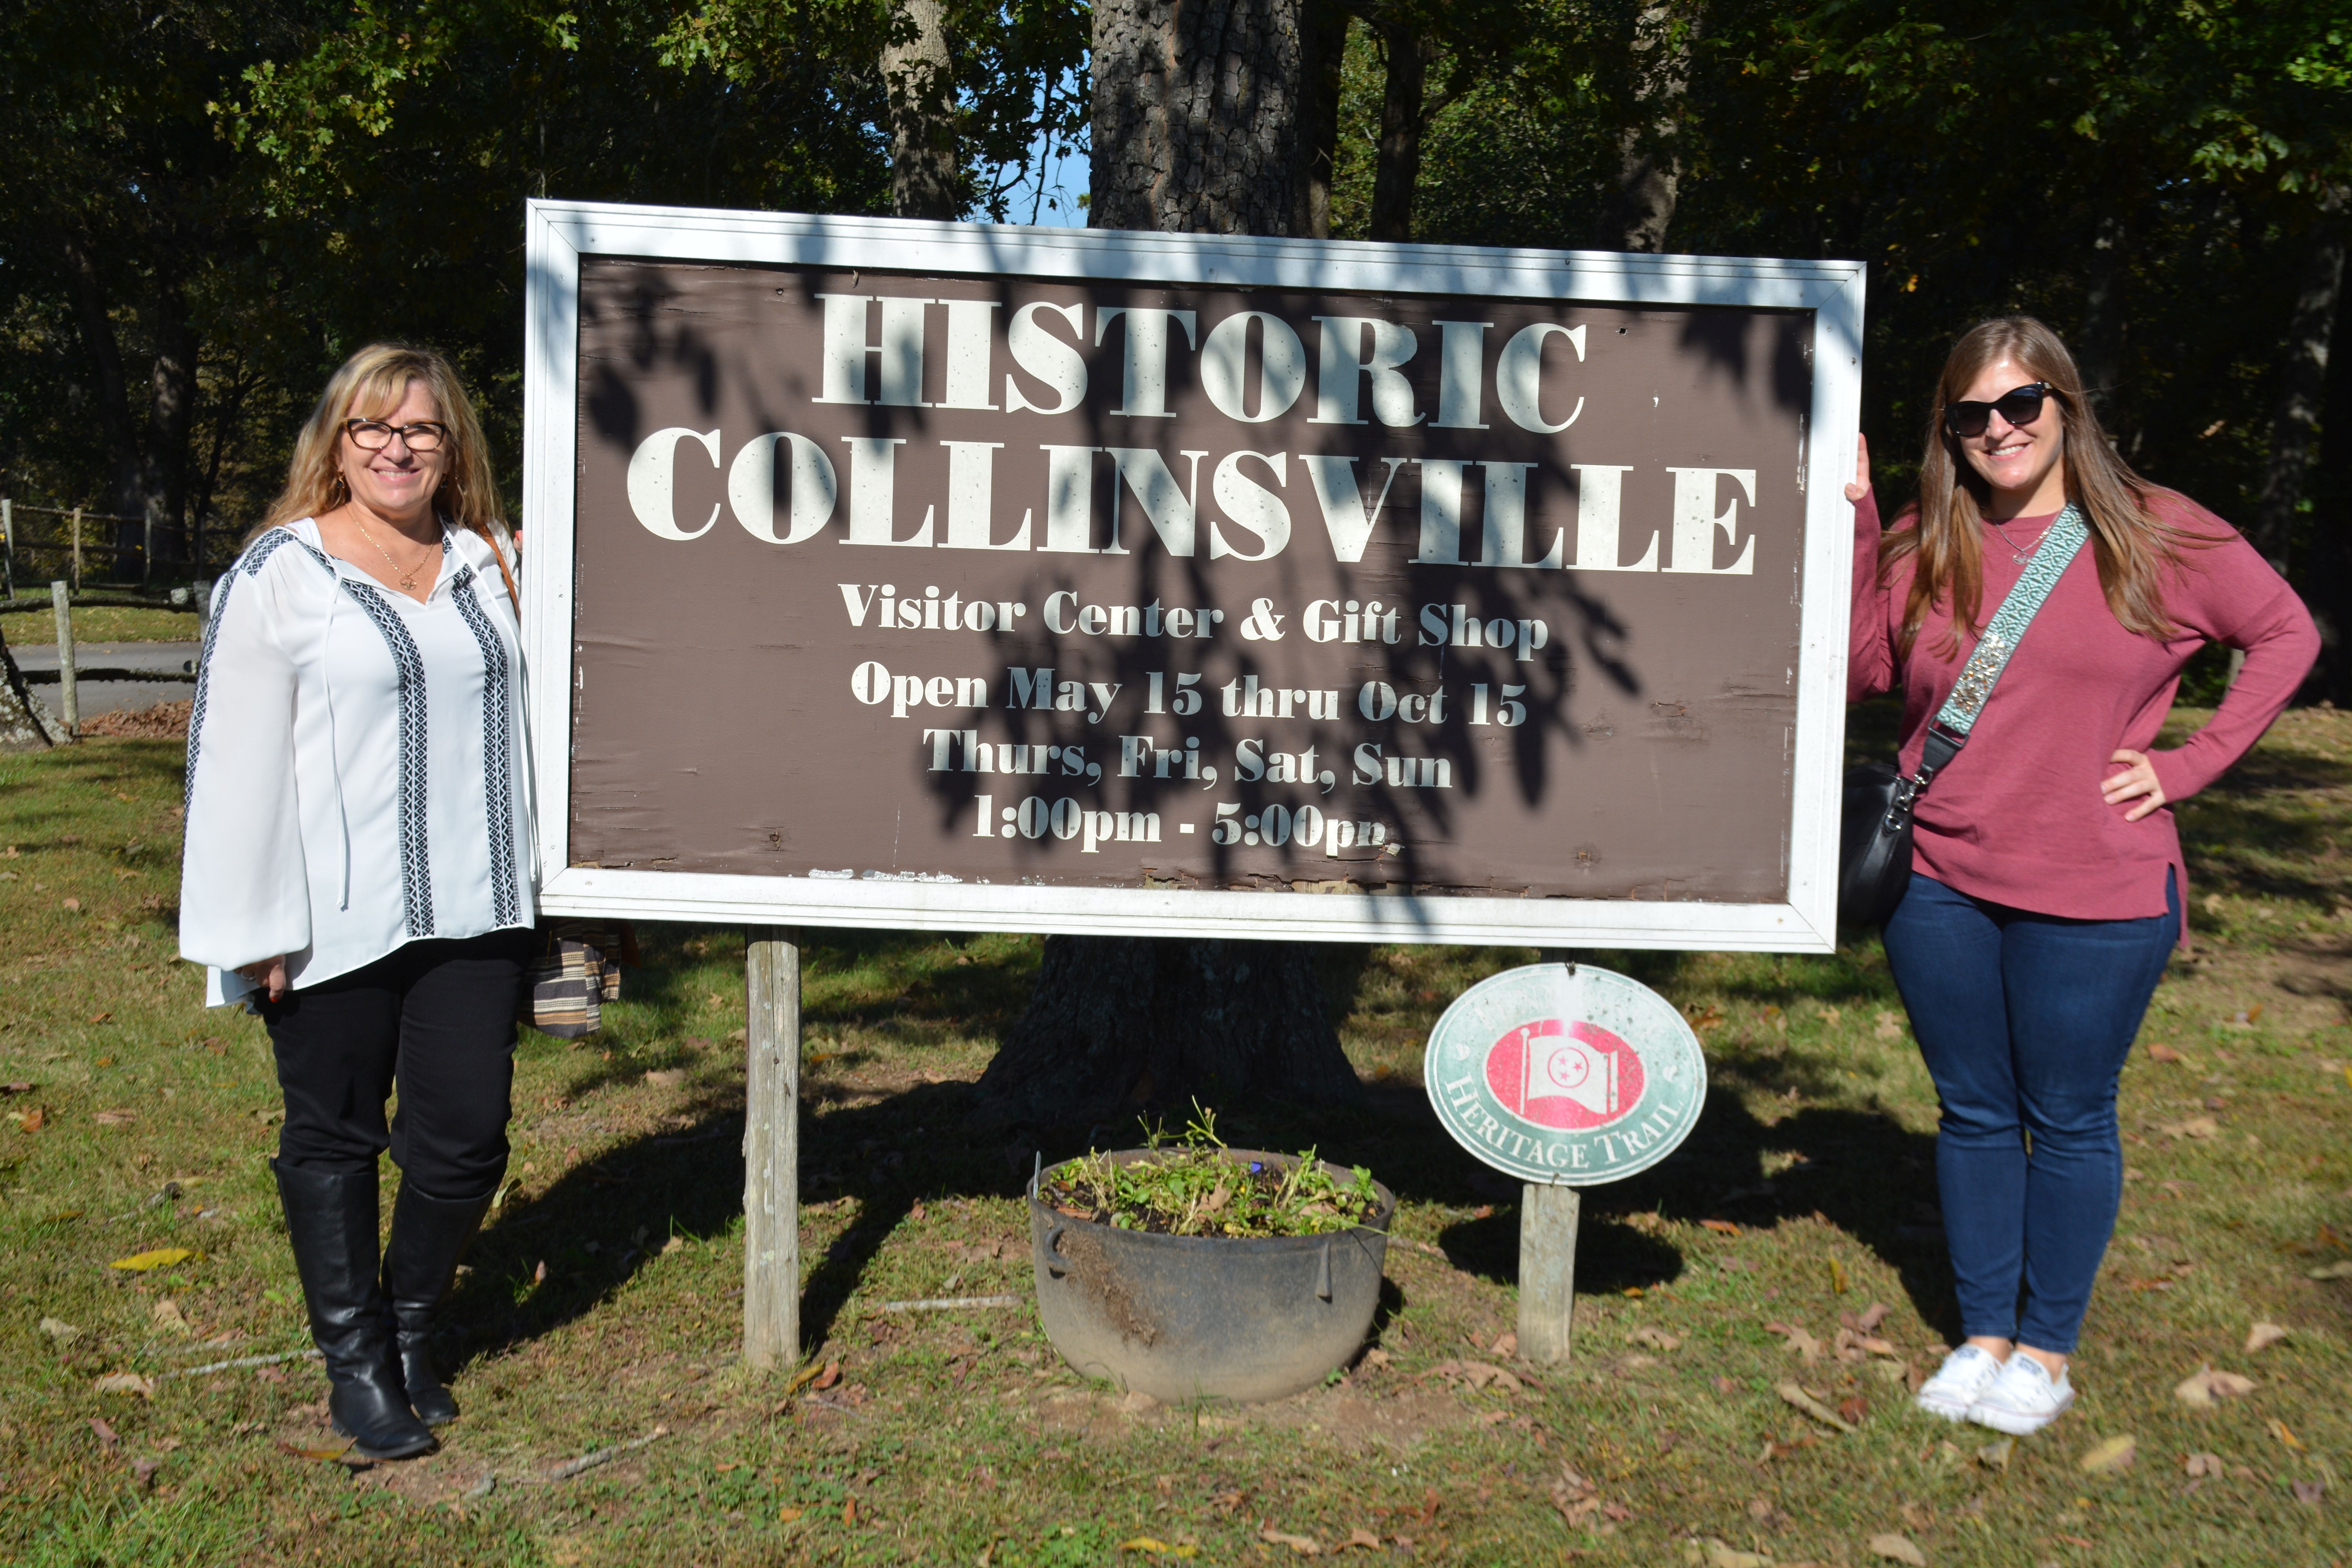 HISTORIC
COLLINSVILLE
Visitor Center & Gift Shop
Open May 15 thru Oct 15
Thurs, Fri, Sat, Sun
1:00pm - 5:00pm
HERITAGE TRAIL